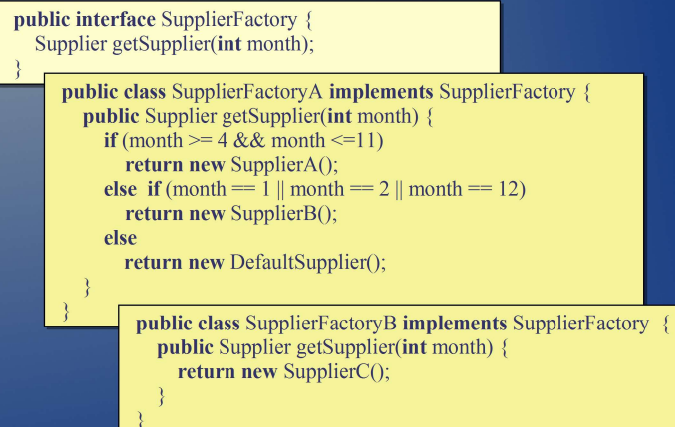 public interface SupplierFactory {
Supplier getSupplier(int month);
}
public class SupplierFactoryA implements SupplierFactory {
public Supplier getSupplier(int month) {
if (month >= 4 && month <=11)
return new SupplierA();
else if (month == 1 || month == 2 || month == 12)
return new SupplierB();
else
return new DefaultSupplier();
}
}
public class SupplierFactoryB implements SupplierFactory {
public Supplier getSupplier(int month) {
return new SupplierC();
}
}